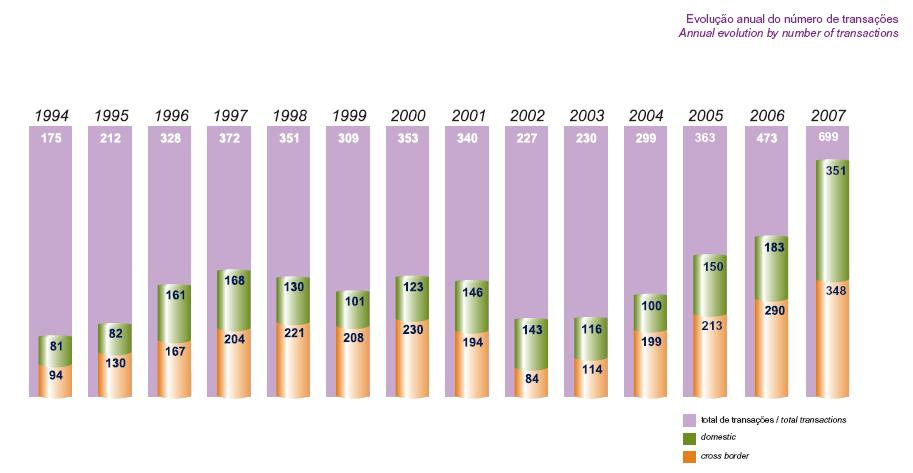 Evolução anual do número de transações
Annual evolution by number of transactions
1994 1995 1996 1997 1998 1999 2000 2001 2002 2003 2004 2005 2006 2007
175 212 328 372 351 309 353 340 227 230 299 363 473 699
81 82 161 168 130 101 123 146 143 116 100 150 183 351
94 130 167 204 221 208 230 194 84 114 199 213 290 348
total de transações / total transactions
domestic
cross border